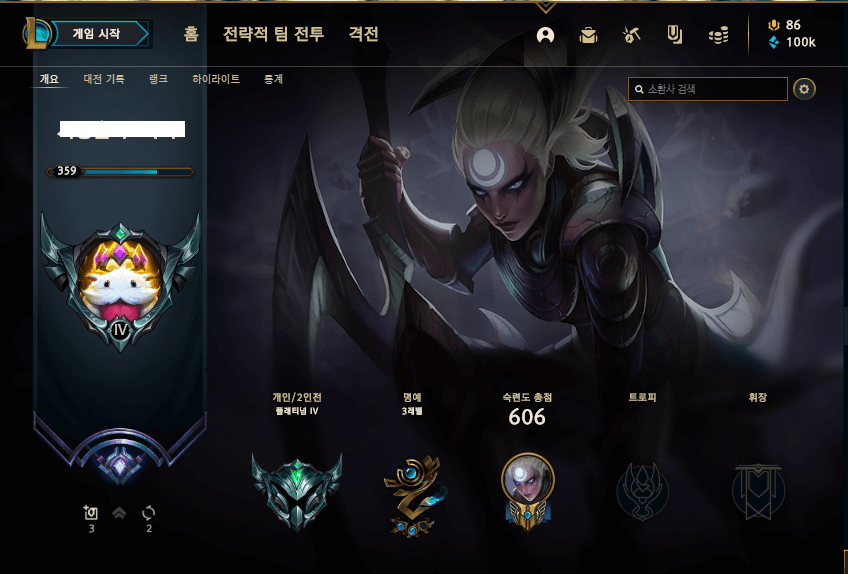 게임 시작
홈 전략적 팀 전투 격전
86
100k
개요 대전 기록 랭크 하이라이트 통계
소환사 검색
359
IV
개인/2인전 명예 숙련도 총점 트로피 휘장
플래티넘 IV 3레벨 606
3 2